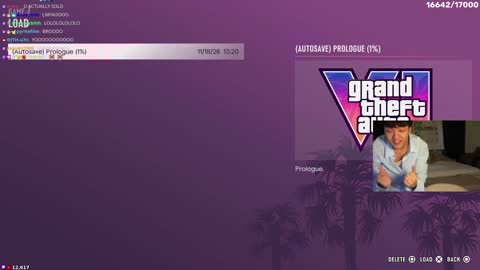 16642/17000
LOAD
U ACTUALLY SOLD
LMFAOOOO
LOLOLOLOLOLO
BROOO
YOOOOOOOOOO
(Autosave) Prologue (1%) 11/18/26 13:20
(AUTOSAVE) PROLOGUE (1%)
VI
grand
theft
auto
Prologue.
DELETE LOAD BACK
12,617